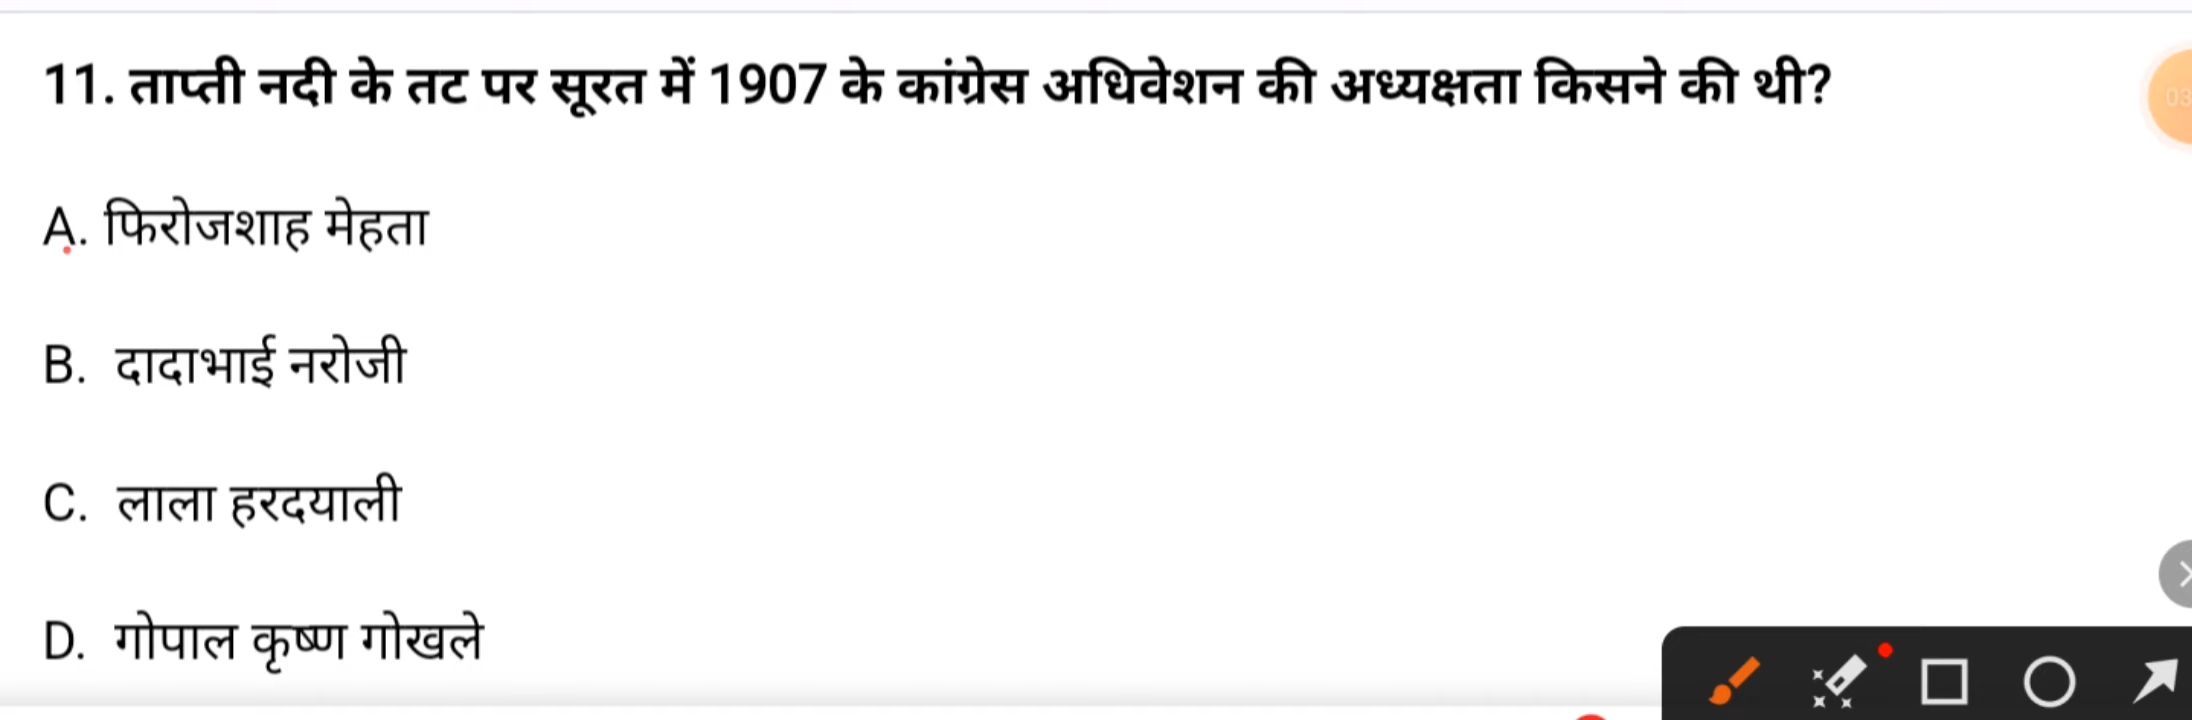 11. ताप्ती नदी के तट पर सूरत में 1907 के कांग्रेस अधिवेशन की अध्यक्षता किसने की थी?
A. फिरोजशाह मेहता
B. दादाभाई नरोजी
C. लाला हरदयाली
D. गोपाल कृष्ण गोखले